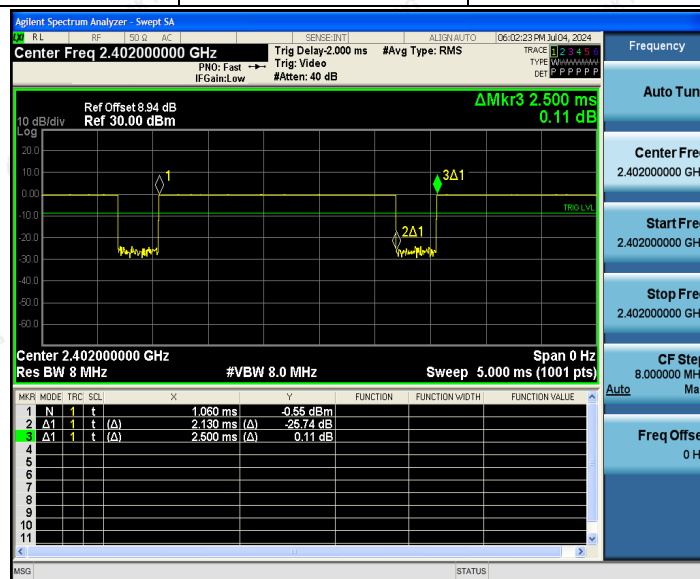 Agilent Spectrum Analyzer - Swept SA
LXI RL RF 50 Ω AC SENSE:INT ALIGNAUTO 06:02:23 PM Jul 04, 2024
Center Freq 2.402000000 GHz
PNO: Fast
IFGain:Low
Trig Delay-2.000 ms
Trig: Video
#Atten: 40 dB
#Avg Type: RMS
TRACE 1 2 3 4 5 6
TYPE WWWWWW
DET P P P P P P
Frequency
ΔMkr3 2.500 ms
0.11 dB
Ref Offset 8.94 dB
10 dB/div Ref 30.00 dBm
Log
20.0
10.0
0.00
-10.0
-20.0
-30.0
-40.0
-50.0
-60.0
1
3Δ1
TRIG LVL
2Δ1
Center 2.402000000 GHz Span 0 Hz
Res BW 8 MHz #VBW 8.0 MHz Sweep 5.000 ms (1001 pts)
MKR MODE TRC SCL X Y FUNCTION FUNCTION WIDTH FUNCTION VALUE
1 N 1 t 1.060 ms -0.55 dBm
2 Δ1 1 t (Δ) 2.130 ms (Δ) -25.74 dB
3 Δ1 1 t (Δ) 2.500 ms (Δ) 0.11 dB
4
5
6
7
8
9
10
11
MSG STATUS
Auto Tun
Center Fre
2.402000000 GH
Start Fre
2.402000000 GH
Stop Fre
2.402000000 GH
CF Step
8.000000 MH
Auto Ma
Freq Offse
0 H